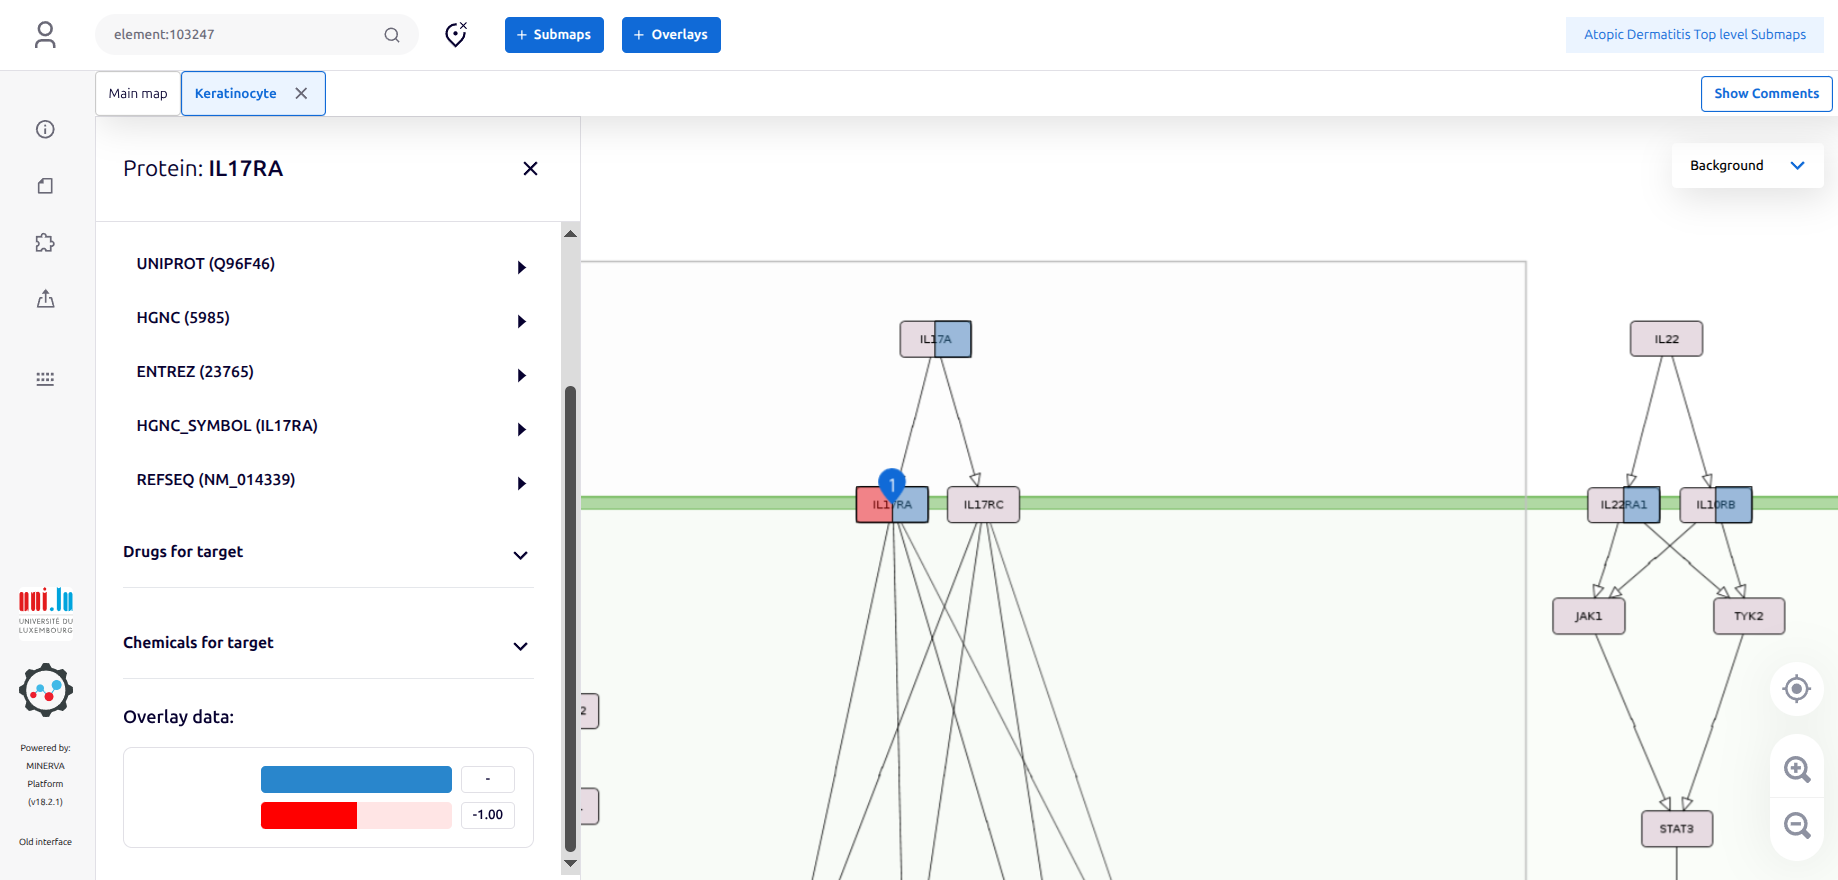 element:103247
+ Submaps
+ Overlays
Atopic Dermatitis Top level Submaps
Main map
Keratinocyte
Show Comments
Protein: IL17RA
Background
UNIPROT (Q96F46)
HGNC (5985)
ENTREZ (23765)
HGNC_SYMBOL (IL17RA)
REFSEQ (NM_014339)
Drugs for target
Chemicals for target
Overlay data:
-
-1.00
IL17A
IL22
1
IL17RA
IL17RC
IL22RA1
IL10RB
JAK1
TYK2
2
STAT3
uni.lu
UNIVERSITÉ DU
LUXEMBOURG
Powered by:
MINERVA
Platform
(v18.2.1)
Old interface